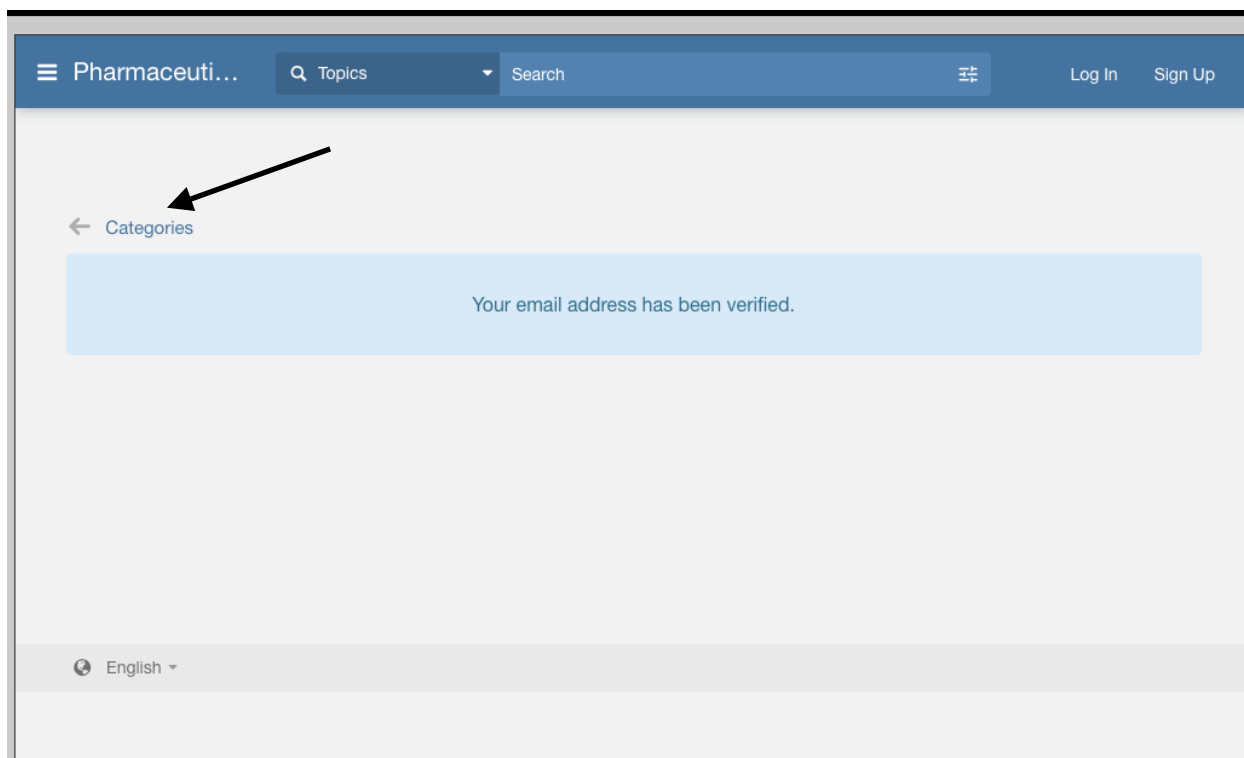 Pharmaceuti...
Topics
Search
Log In
Sign Up
Categories
Your email address has been verified.
English